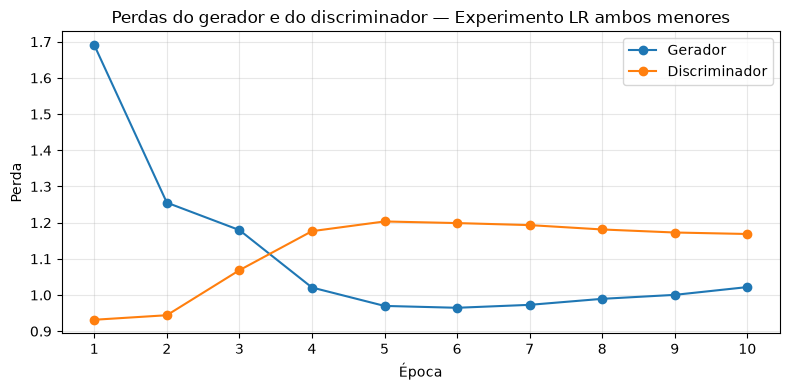 Perdas do gerador e do discriminador — Experimento LR ambos menores
Gerador
Discriminador
Perda
1.7
1.6
1.5
1.4
1.3
1.2
1.1
1.0
0.9
1 2 3 4 5 6 7 8 9 10
Época